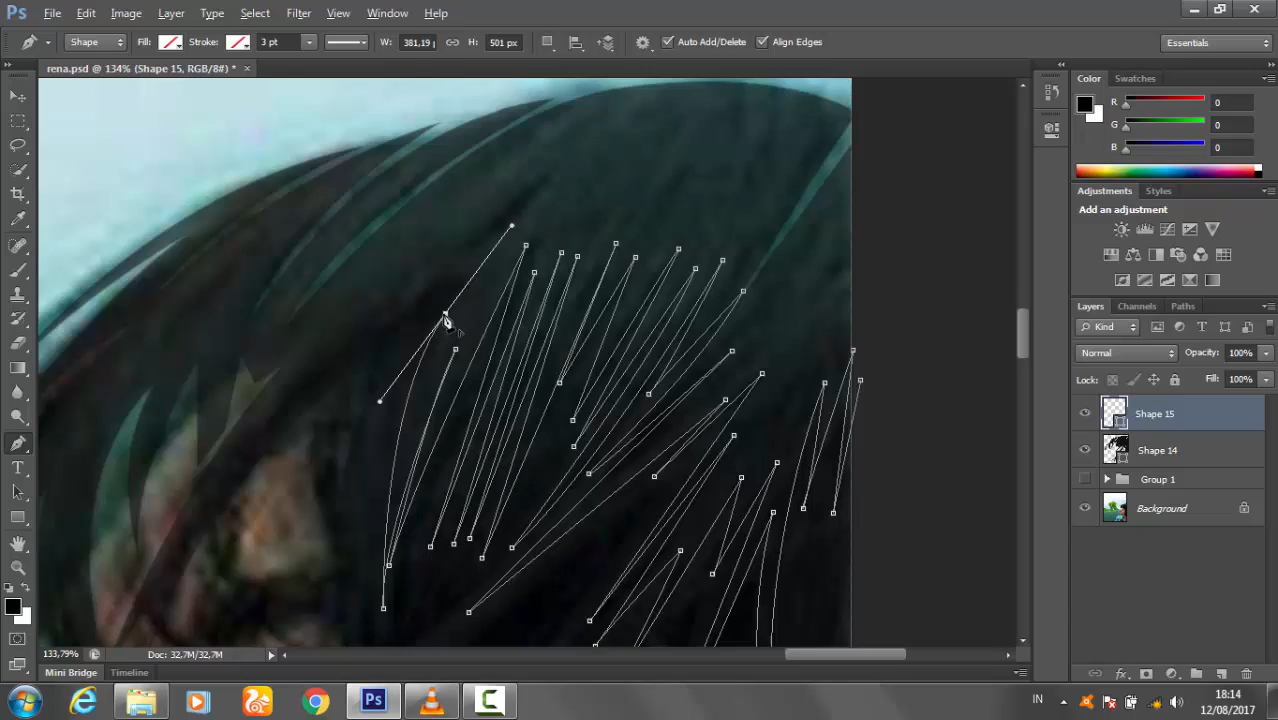 Ps File Edit Image Layer Type Select Filter 3D View Window Help
Shape Fill: Stroke: 3 pt W: 381,19 p H: 501 px Auto Add/Delete Align Edges Essentials
rena.psd @ 134% (Shape 15, RGB/8#) * ×
Color Swatches
R 0
G 0
B 0
Adjustments Styles
Add an adjustment
Layers Channels Paths
Kind
Normal Opacity: 100%
Lock: Fill: 100%
Shape 15
Shape 14
Group 1
Background
133,79% Doc: 32,7M/32,7M
Mini Bridge Timeline
Ps IN 18:14
12/08/2017